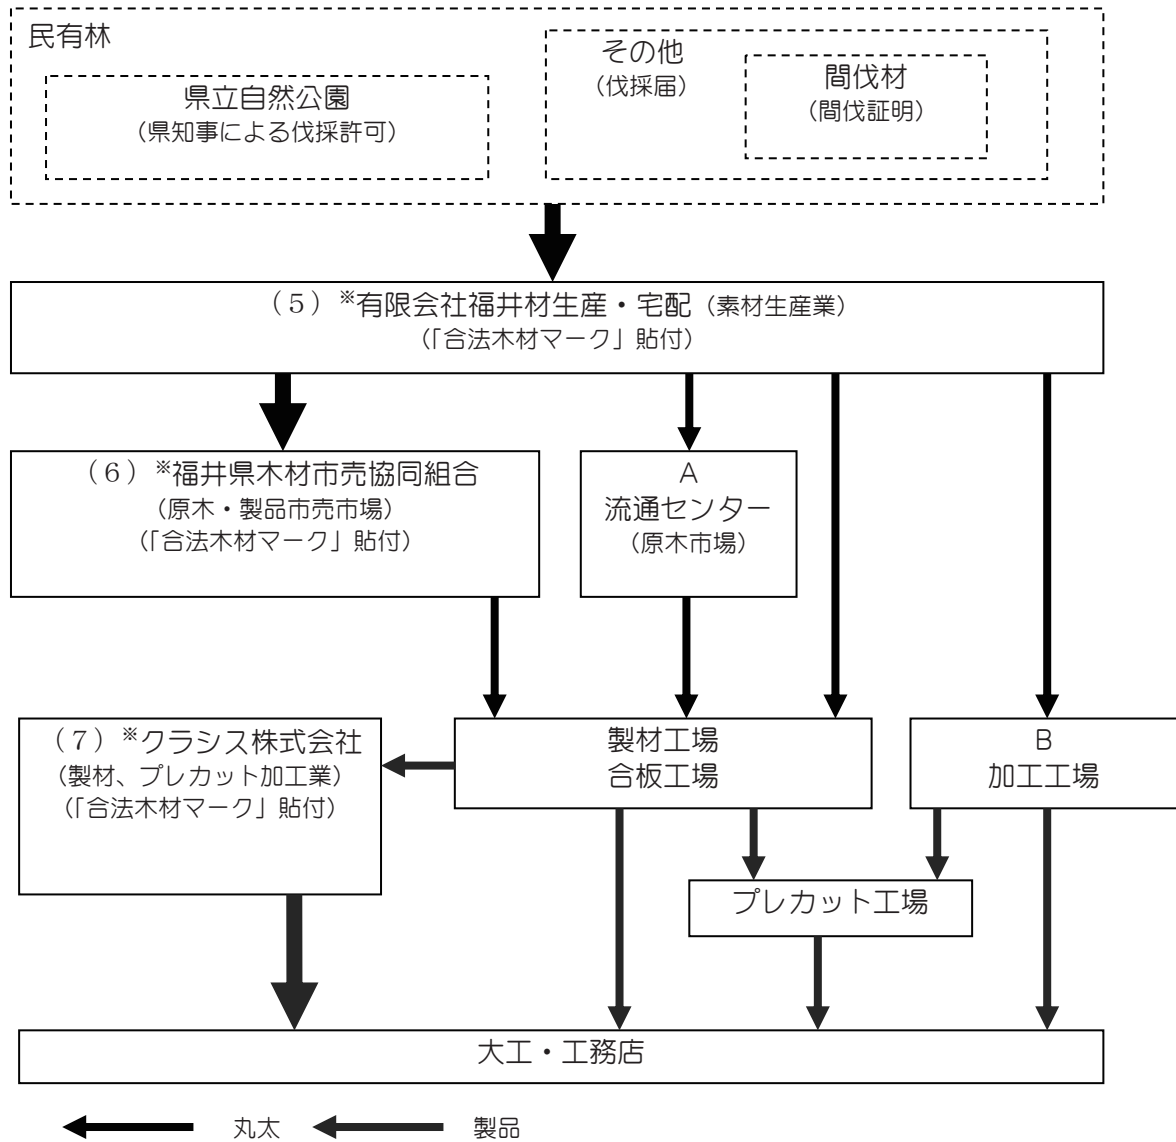 民有林
県立自然公園
（県知事による伐採許可）
その他
（伐採届）
間伐材
（間伐証明）
（５）※有限会社福井材生産・宅配（素材生産業）
（「合法木材マーク」貼付）
（６）※福井県木材市売協同組合
（原木・製品市売市場）
（「合法木材マーク」貼付）
Ａ
流通センター
（原木市場）
（７）※クラシス株式会社
（製材、プレカット加工業）
（「合法木材マーク」貼付）
製材工場
合板工場
Ｂ
加工工場
プレカット工場
大工・工務店
丸太
製品